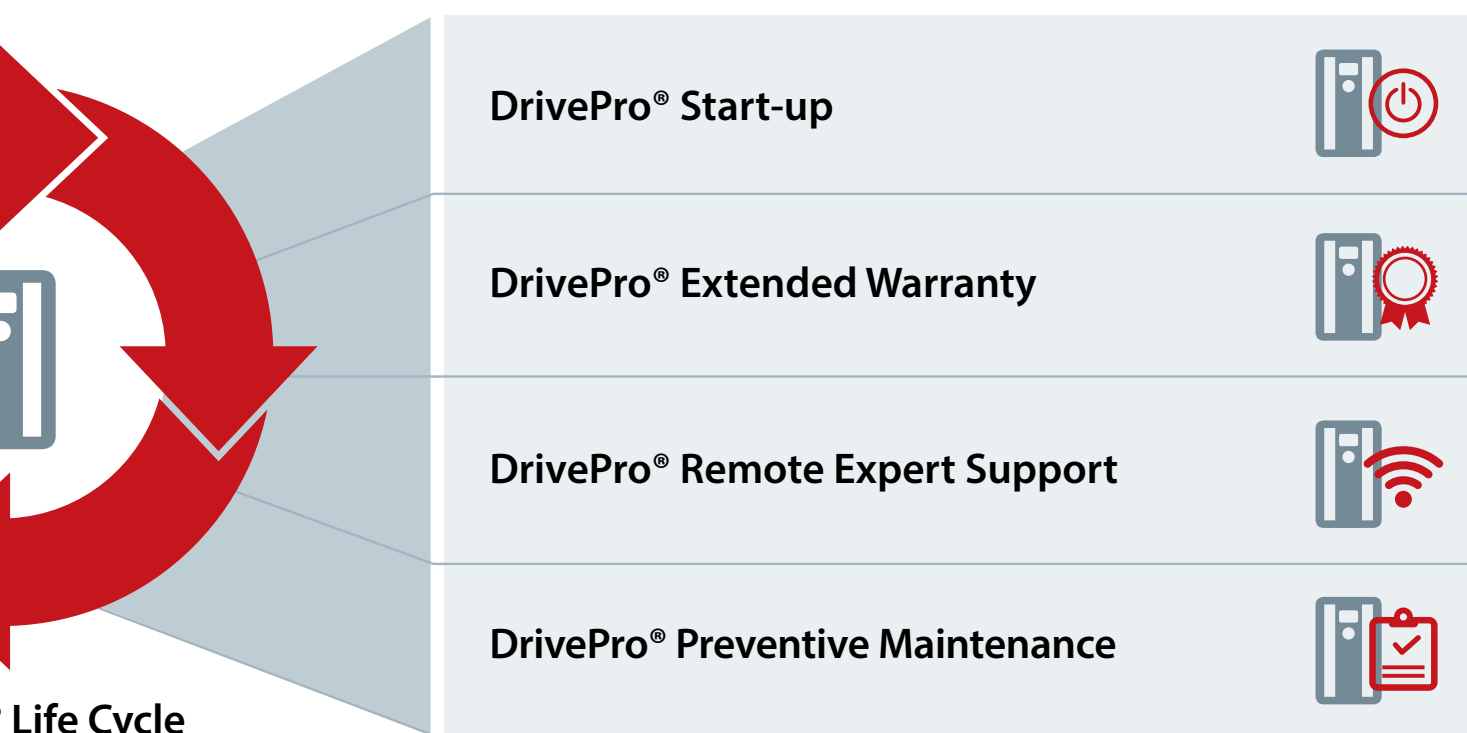 DrivePro® Start-up
DrivePro® Extended Warranty
DrivePro® Remote Expert Support
DrivePro® Preventive Maintenance
® Life Cycle